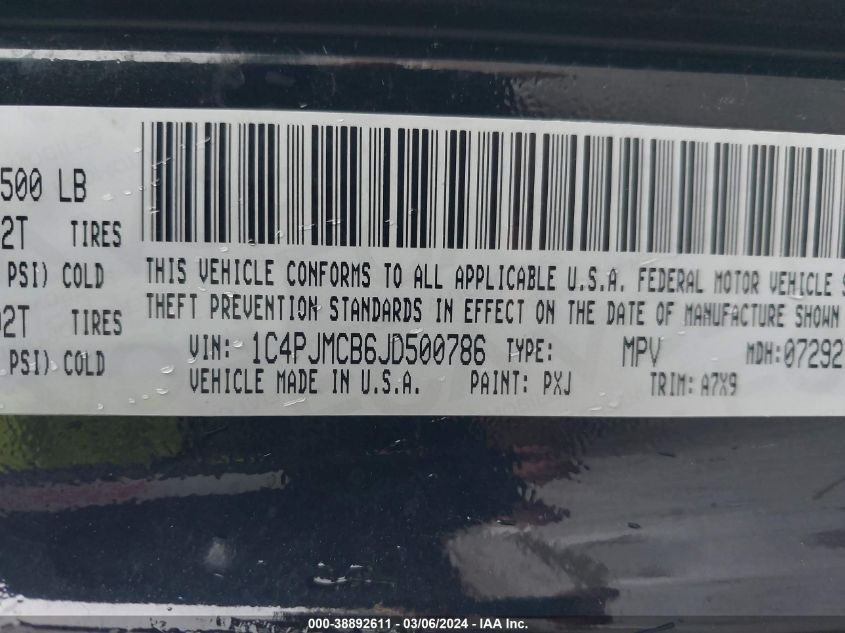 500 LB
2T TIRES
PSI) COLD
02T TIRES
PSI) COLD
THIS VEHICLE CONFORMS TO ALL APPLICABLE U.S.A. FEDERAL MOTOR VEHICLE S
THEFT PREVENTION STANDARDS IN EFFECT ON THE DATE OF MANUFACTURE SHOWN
VIN: 1C4PJMCB6JD500786 TYPE: MPV MDH:07292
VEHICLE MADE IN U.S.A. PAINT: PXJ TRIM: A7X9
000-38892611 - 03/06/2024 - IAA Inc.